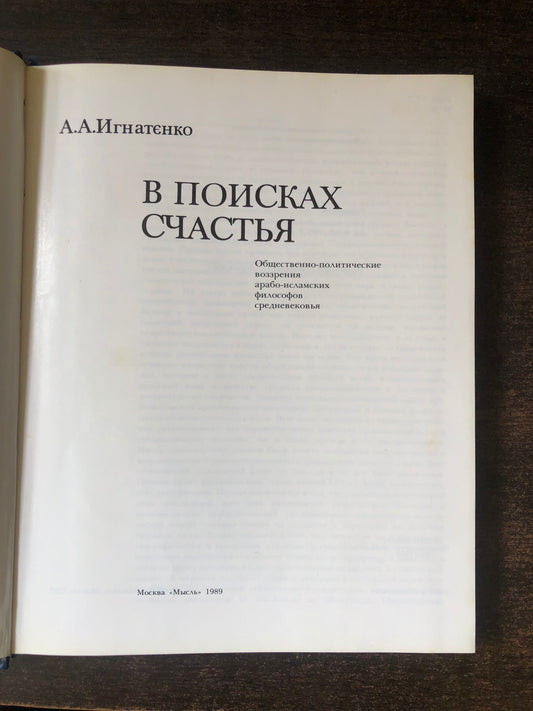 А.А.Игнатенко
В ПОИСКАХ
СЧАСТЬЯ
Общественно-политические
воззрения
арабо-исламских
философов
средневековья
Москва «Мысль» 1989